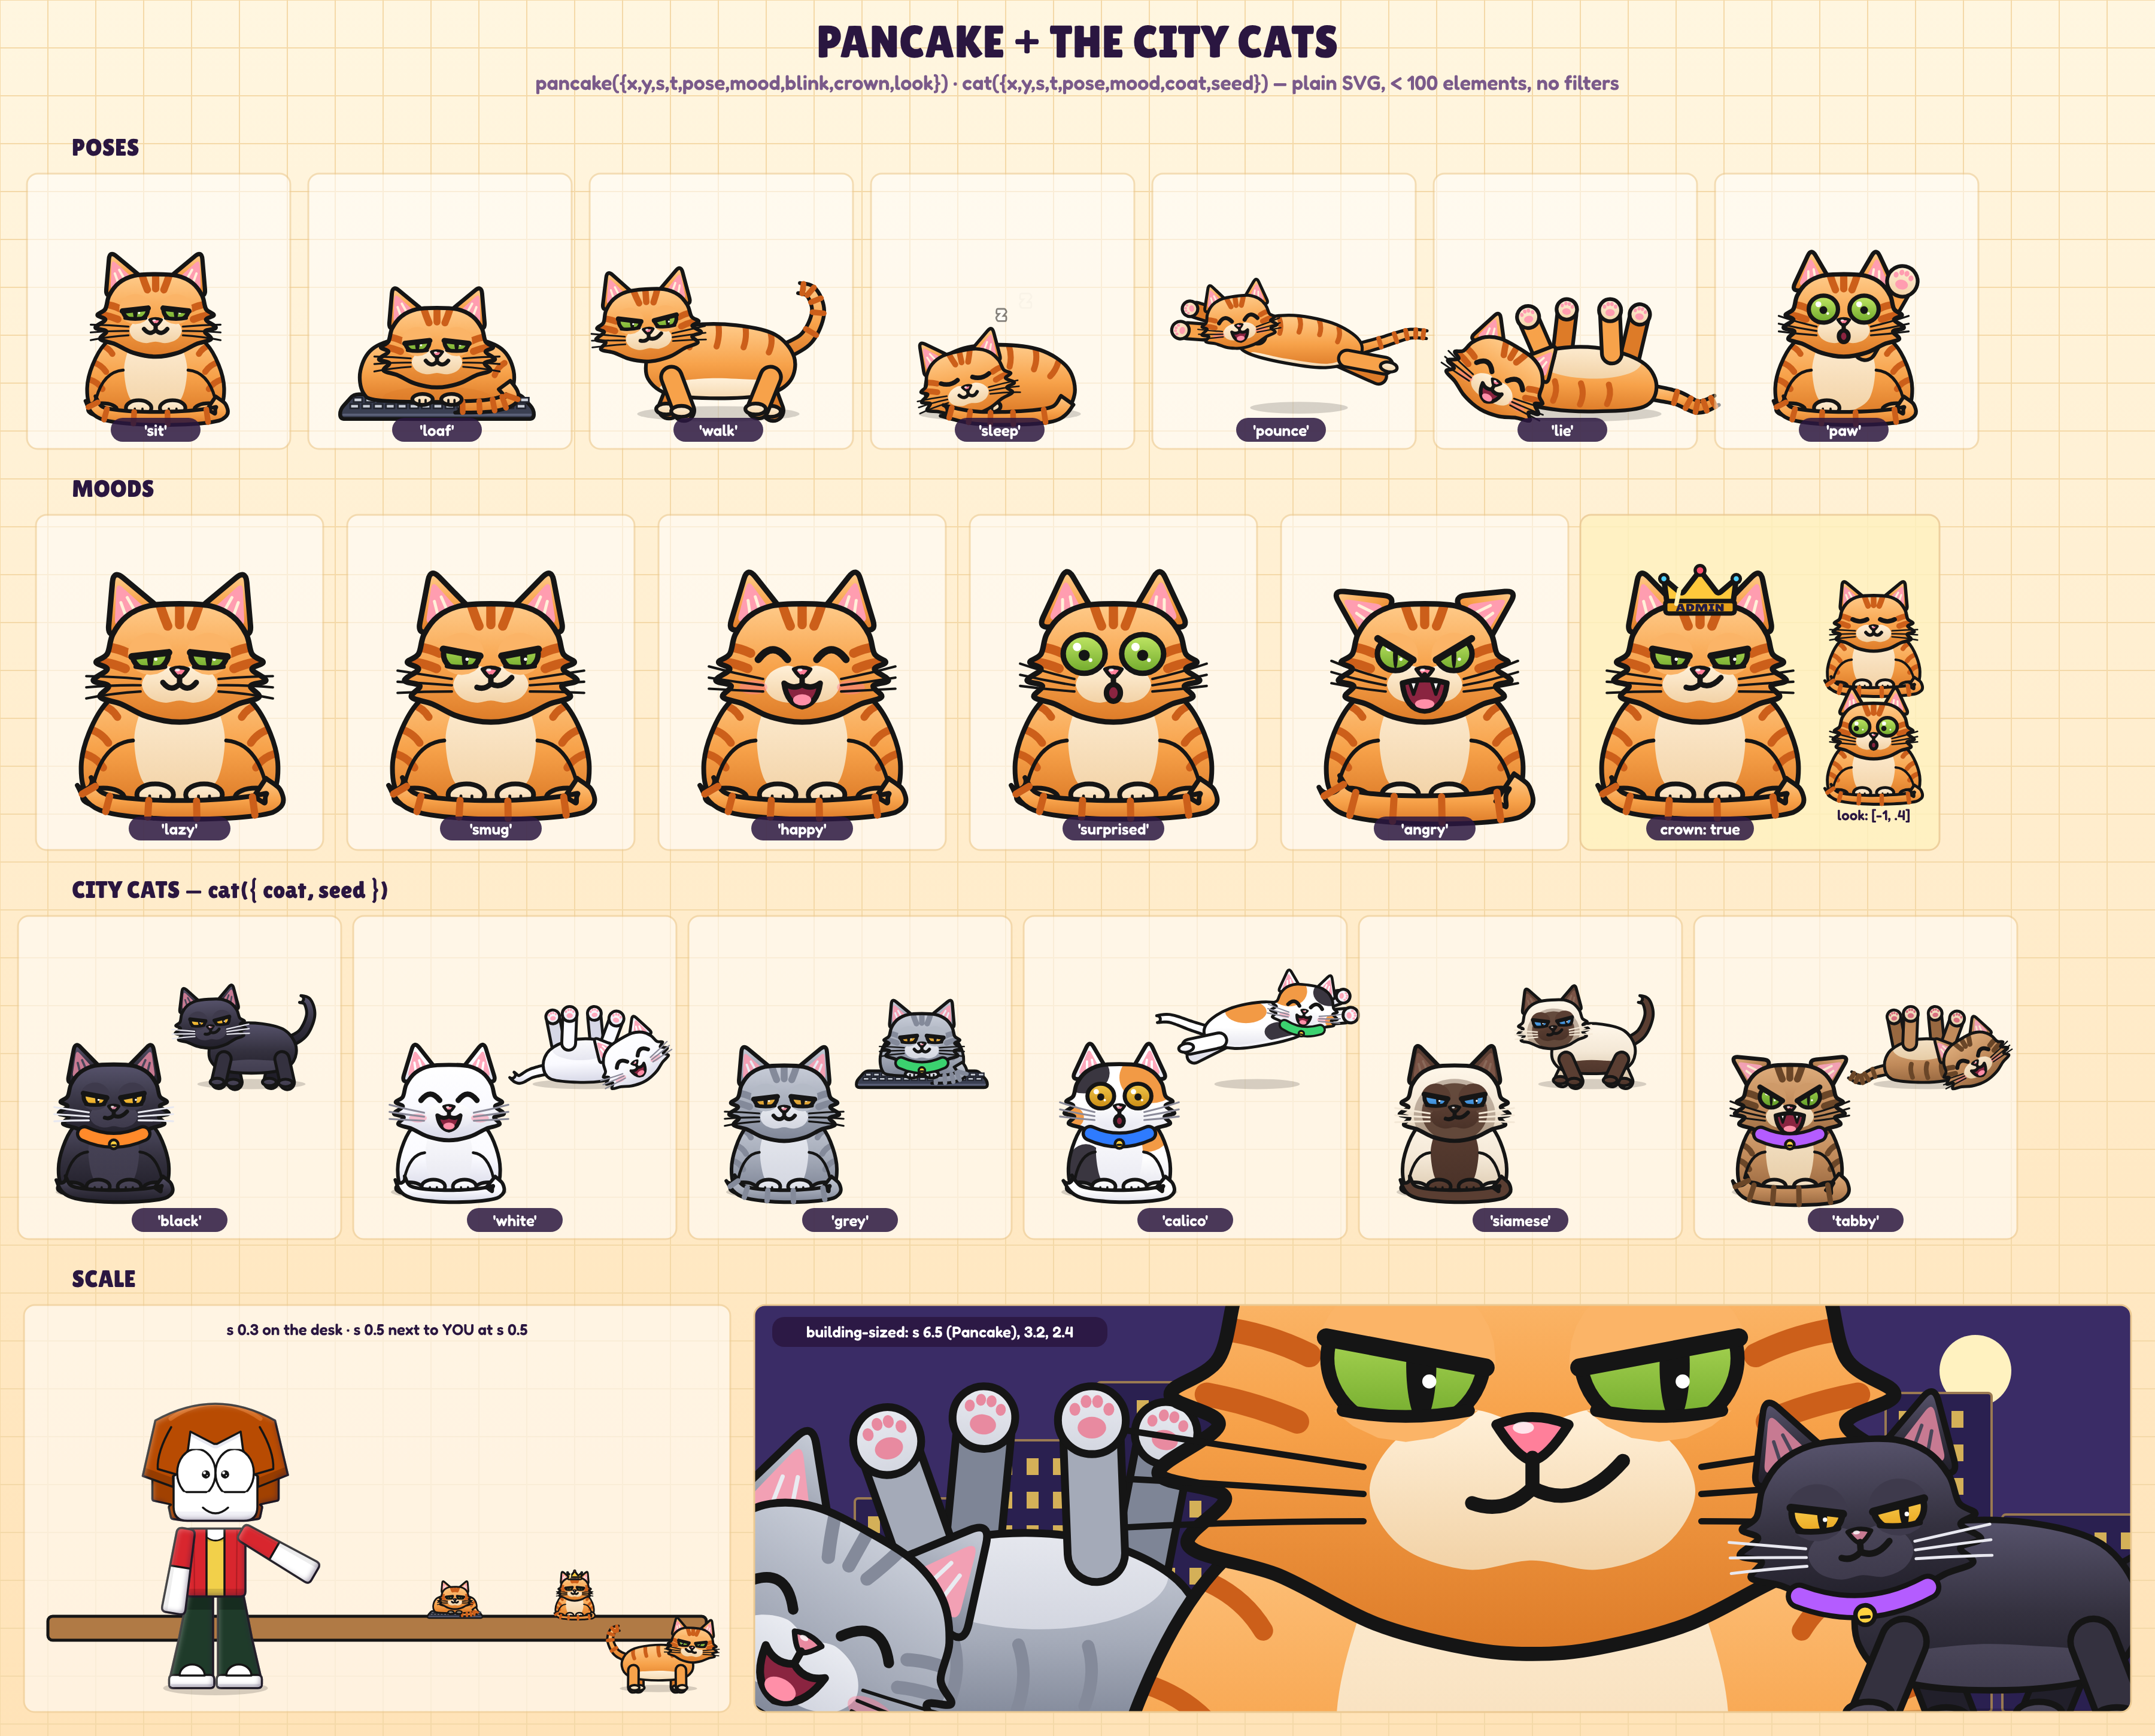 PANCAKE + THE CITY CATS
pancake({x,y,s,t,pose,mood,blink,crown,look}) · cat({x,y,s,t,pose,mood,coat,seed}) — plain SVG, < 100 elements, no filters
POSES
z
z
'sit'
'loaf'
'walk'
'sleep'
'pounce'
'lie'
'paw'
MOODS
ADMIN
look: [-1, .4]
'lazy'
'smug'
'happy'
'surprised'
'angry'
crown: true
CITY CATS — cat({ coat, seed })
'black'
'white'
'grey'
'calico'
'siamese'
'tabby'
SCALE
s 0.3 on the desk · s 0.5 next to YOU at s 0.5
building-sized: s 6.5 (Pancake), 3.2, 2.4